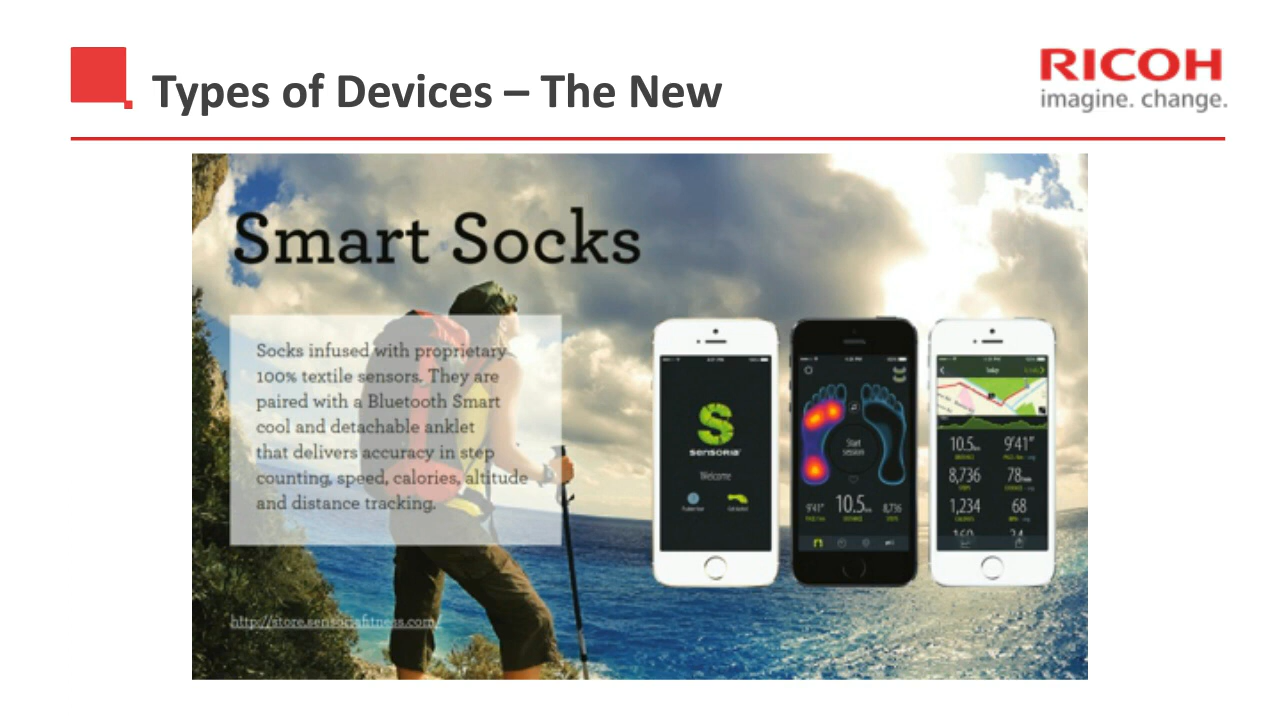 Types of Devices – The New
RICOH
imagine. change.
Smart Socks
Socks infused with proprietary
100% textile sensors. They are
paired with a Bluetooth Smart
cool and detachable anklet
that delivers accuracy in step
counting, speed, calories, altitude
and distance tracking.
http://store.sensoriafitness.com/
SENSORIA
Welcome
Start
session
9'41" 10.5 8,736
Today
10.5 9'41"
8,736 78
1,234 68